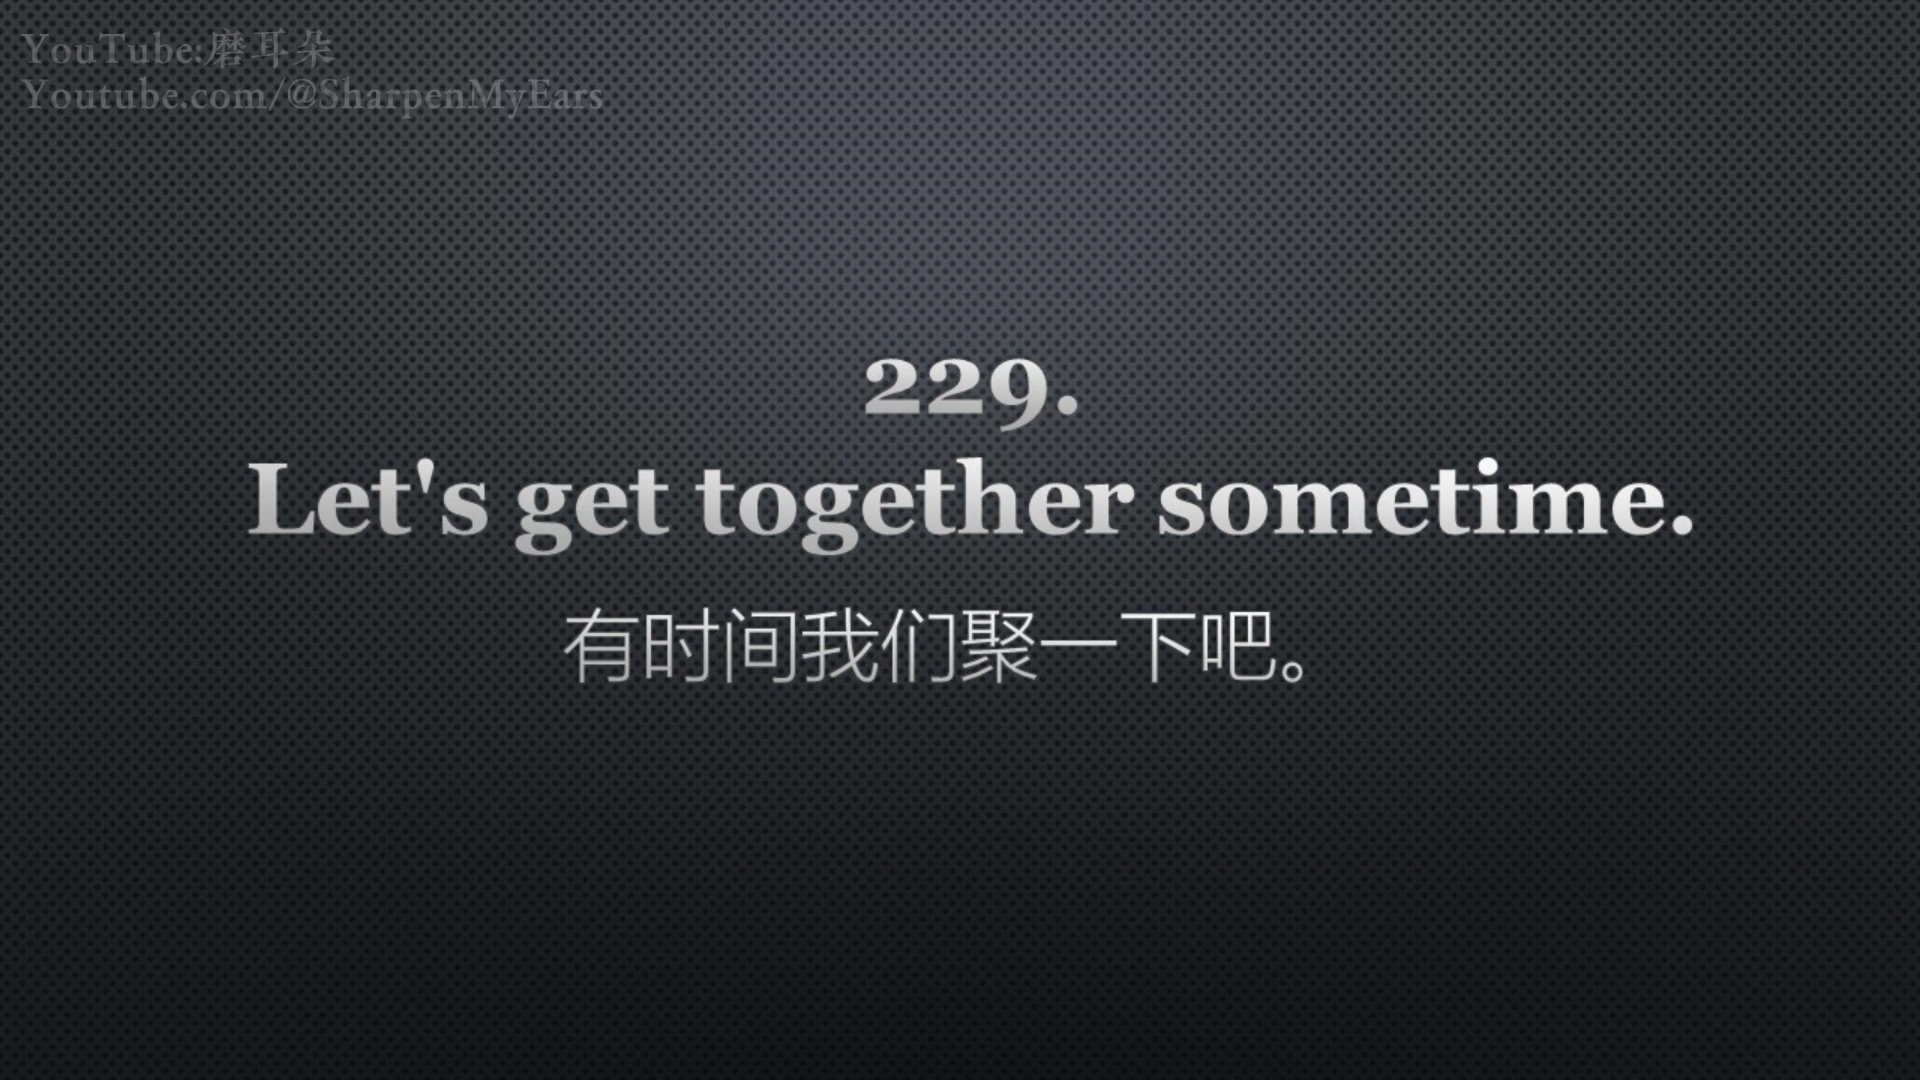 YouTube:磨耳朵
Youtube.com/@SharpenMyEars
229.
Let's get together sometime.
有时间我们聚一下吧。